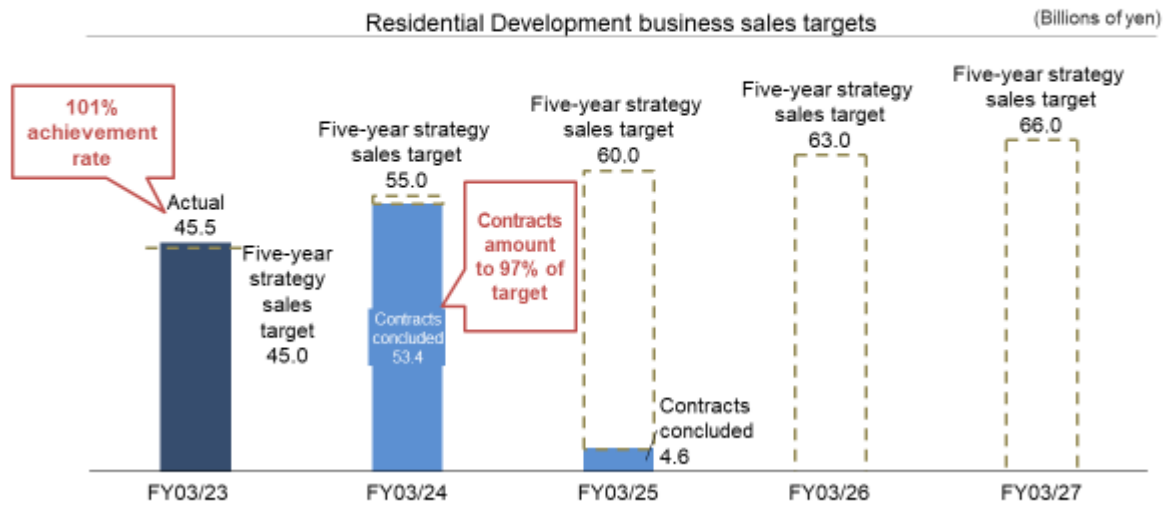 Residential Development business sales targets
(Billions of yen)
101%
achievement
rate
Actual
45.5
Five-year
strategy
sales
target
45.0
Five-year strategy
sales target
55.0
Contracts
concluded
53.4
Contracts
amount
to 97% of
target
Five-year strategy
sales target
60.0
Contracts
concluded
4.6
Five-year strategy
sales target
63.0
Five-year strategy
sales target
66.0
FY03/23
FY03/24
FY03/25
FY03/26
FY03/27